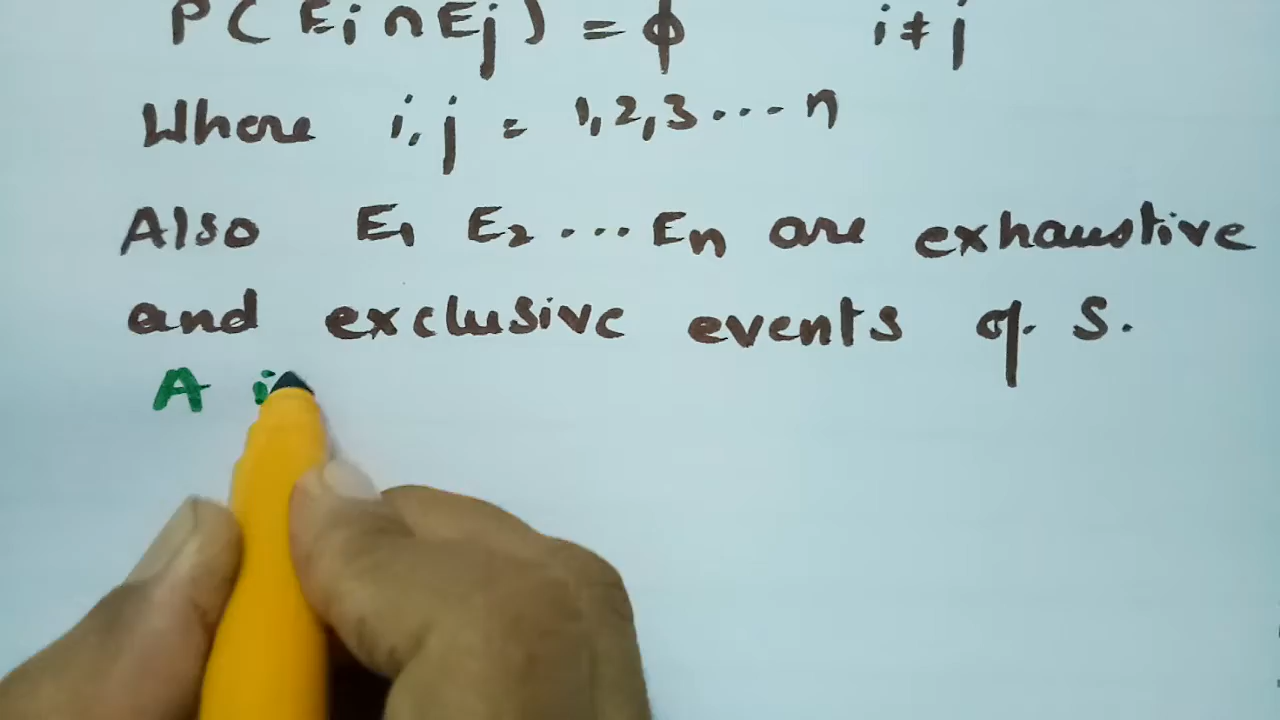 P( Ei ∩ Ej ) = ϕ i ≠ j
Where i, j = 1, 2, 3 ... n
Also E1 E2 ... En are exhaustive
and exclusive events of S.
A i